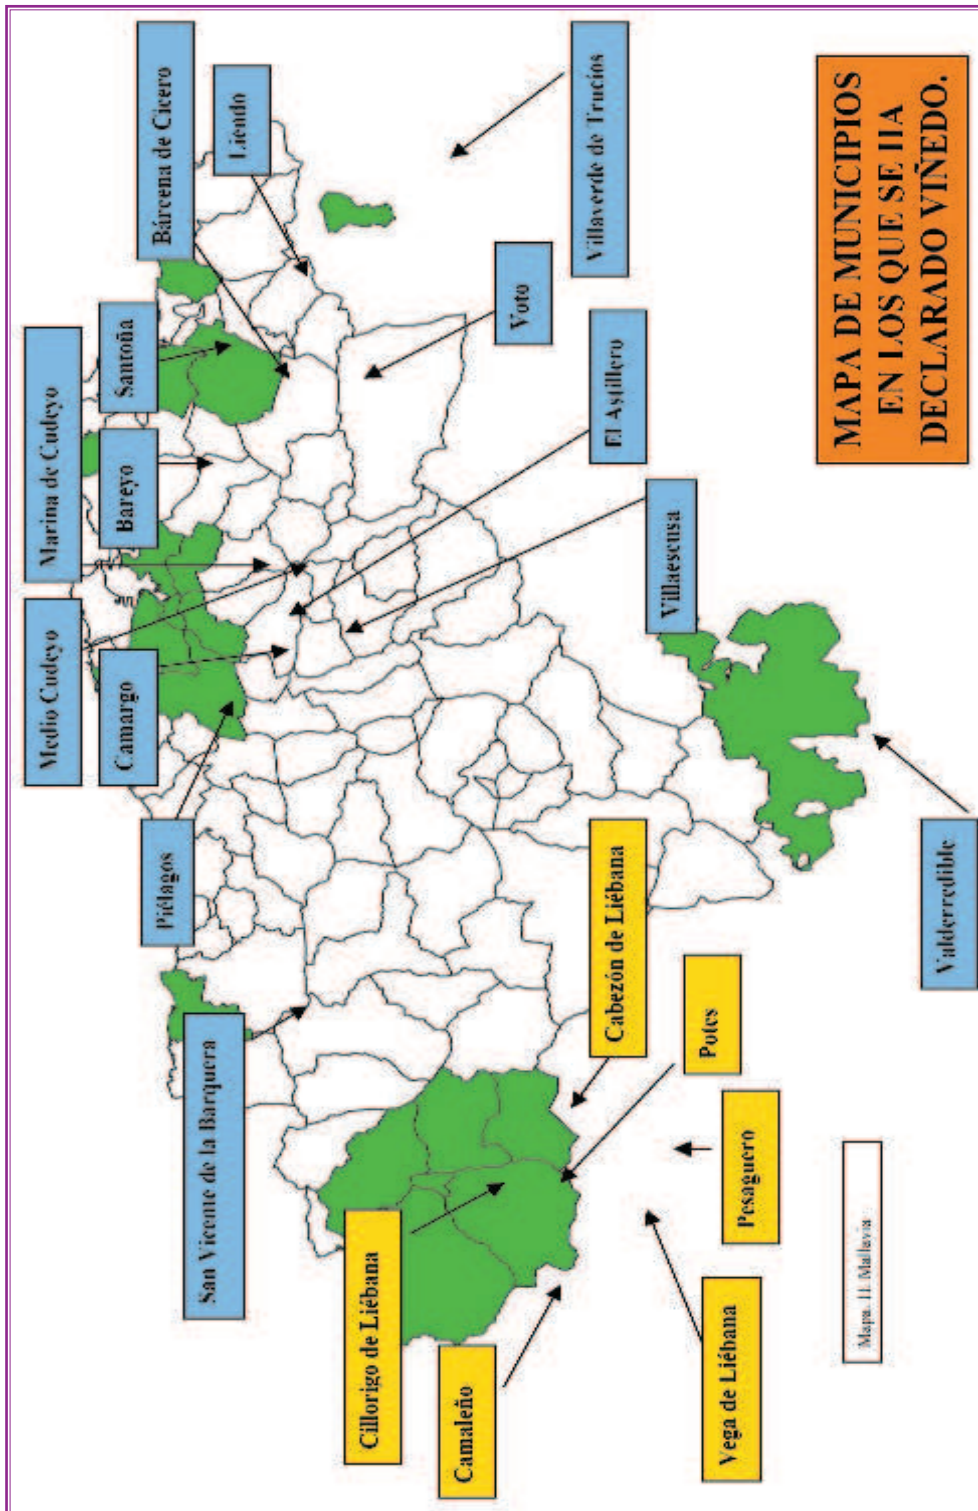 Marina de Cudeyo
Medio Cudeyo
Bareyo
Santoña
Bárcena de Cicero
Camargo
Liendo
Piélagos
San Vicente de la Barquera
Villaverde de Trucíos
Voto
El Astillero
Villaescusa
Cillorigo de Liébana
Cabezón de Liébana
Camaleño
Potes
Vega de Liébana
Pesaguero
Valderredible
MAPA DE MUNICIPIOS
EN LOS QUE SE HA
DECLARADO VIÑEDO.
Mapa. H. Mallavia